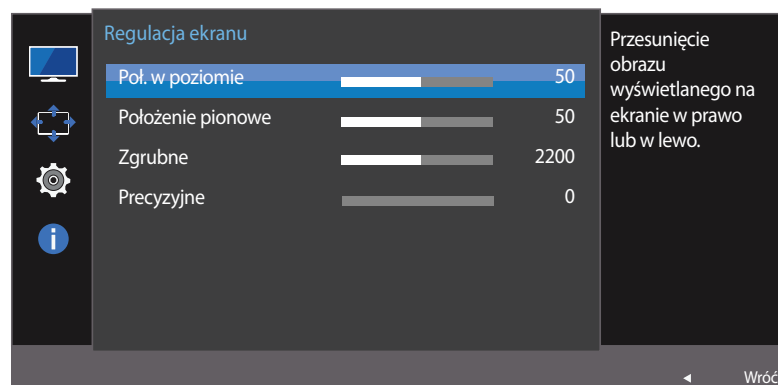 Regulacja ekranu
Poł. w poziomie 50
Położenie pionowe 50
Zgrubne 2200
Precyzyjne 0
Przesunięcie
obrazu
wyświetlanego na
ekranie w prawo
lub w lewo.
Wróć